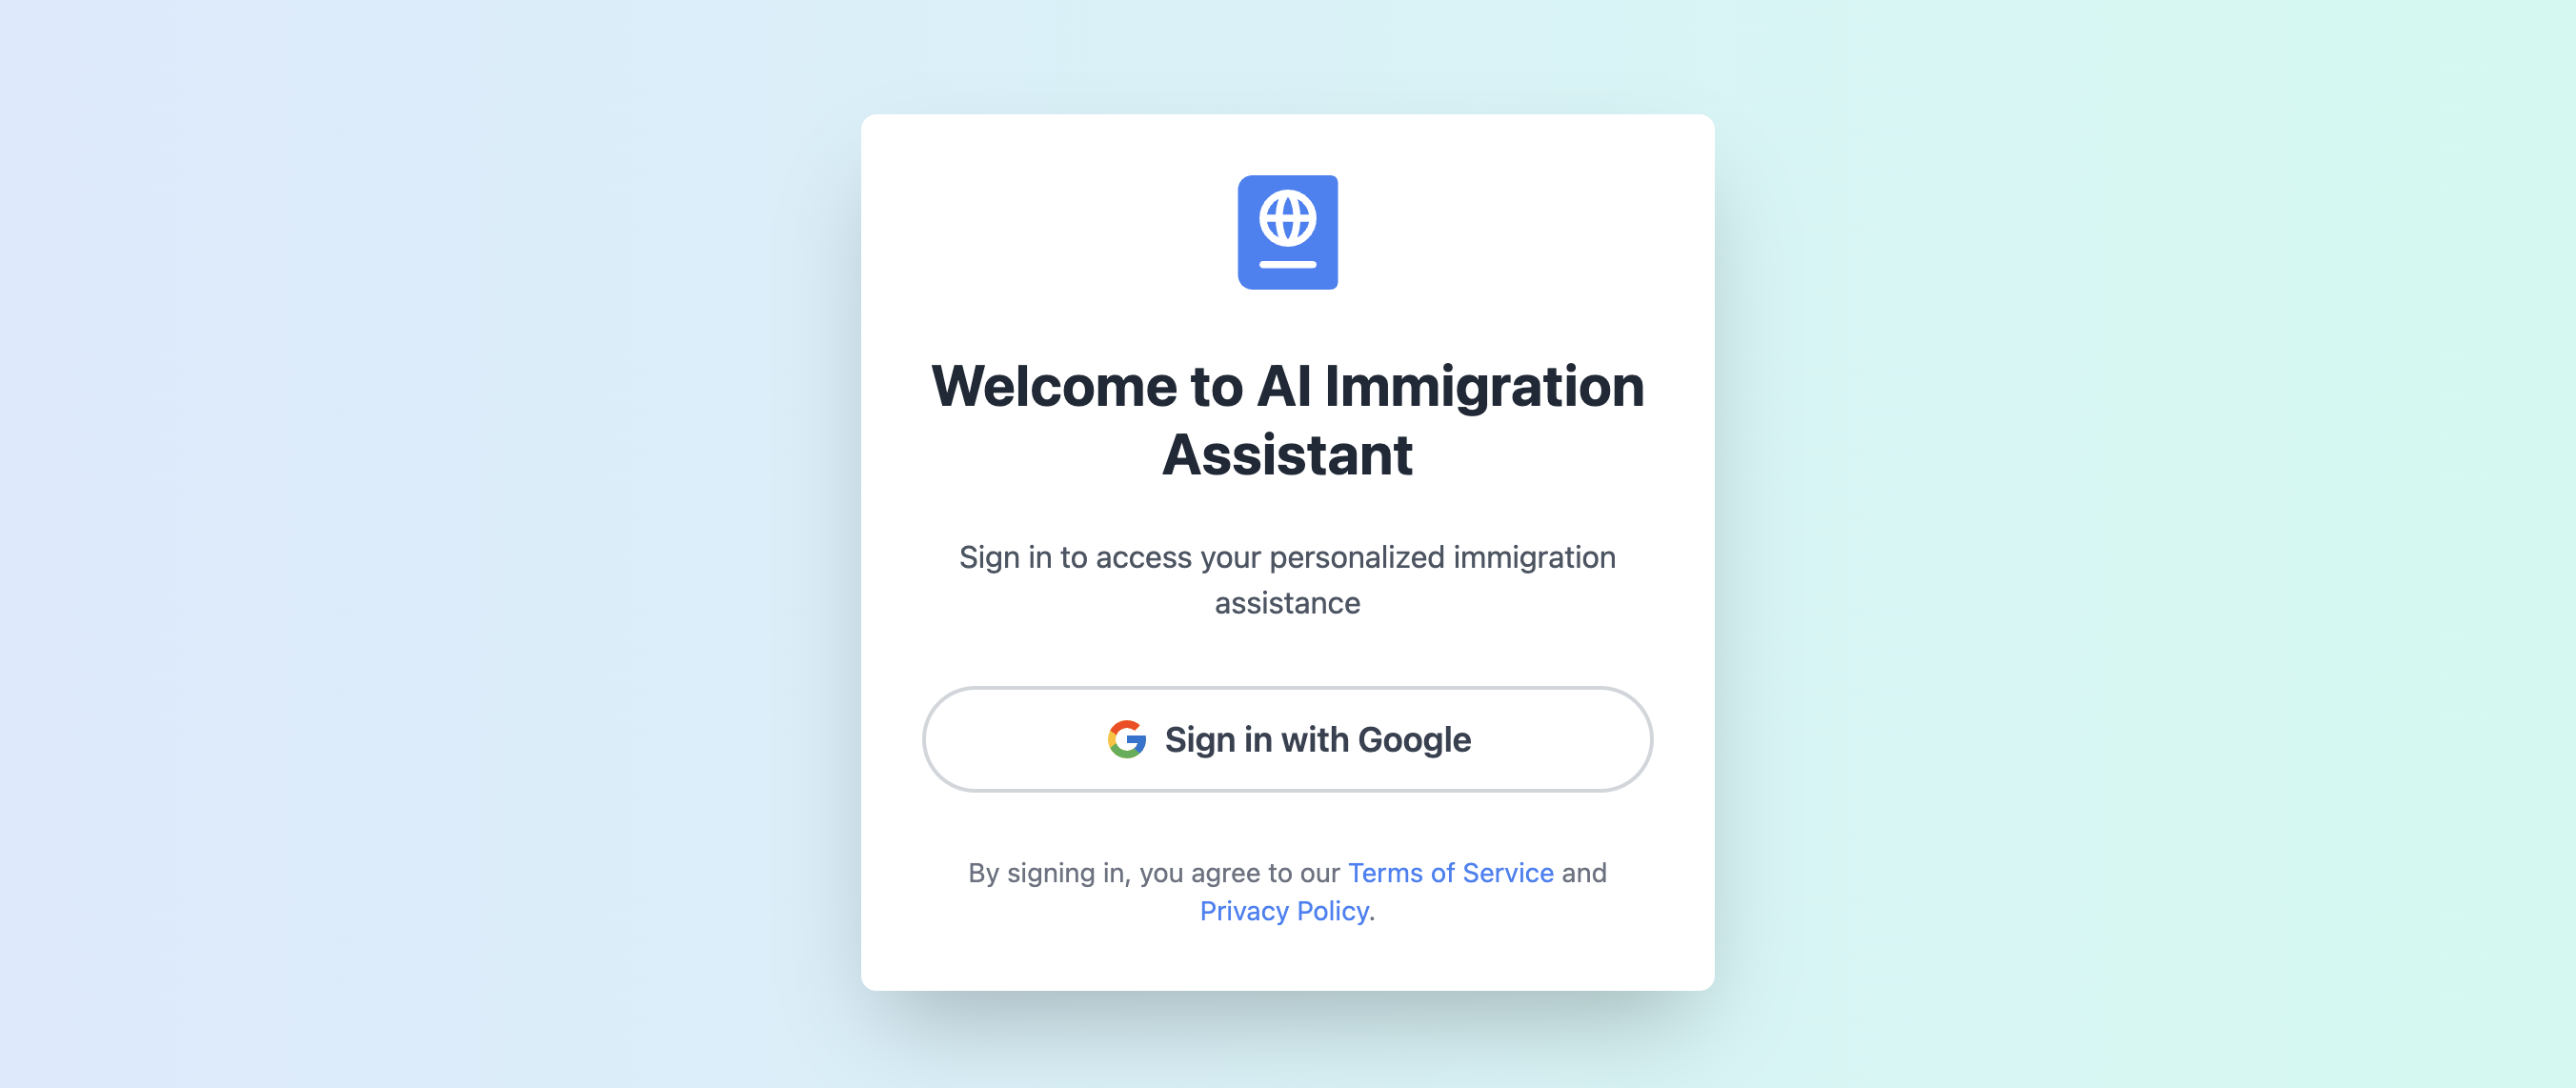 Welcome to AI Immigration
Assistant
Sign in to access your personalized immigration
assistance
Sign in with Google
By signing in, you agree to our Terms of Service and
Privacy Policy.